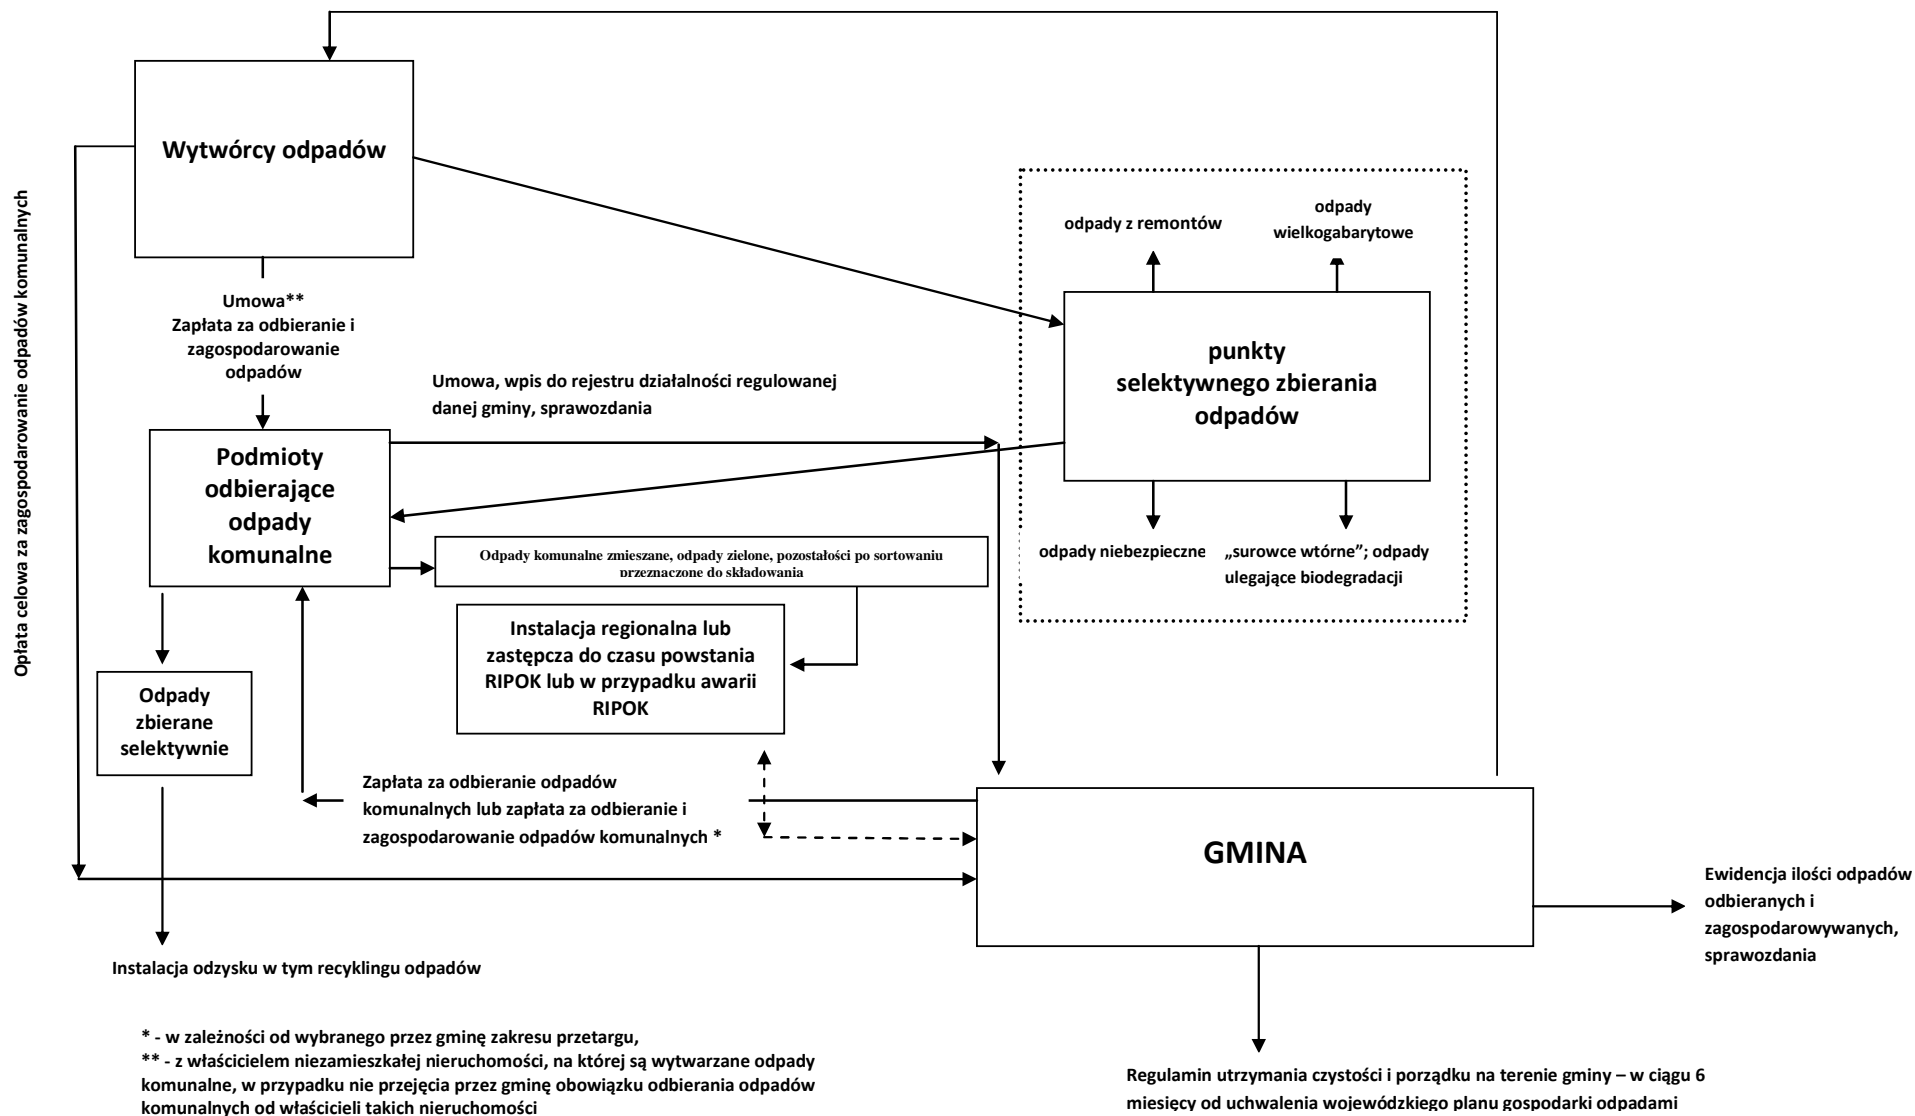 Opłata celowa za zagospodarowanie odpadów komunalnych
Wytwórcy odpadów
Umowa**
Zapłata za odbieranie i
zagospodarowanie
odpadów
odpady z remontów
odpady
wielkogabarytowe
punkty
selektywnego zbierania
odpadów
odpady niebezpieczne
„surowce wtórne”; odpady
ulegające biodegradacji
Umowa, wpis do rejestru działalności regulowanej
danej gminy, sprawozdania
Podmioty
odbierające
odpady
komunalne
Odpady komunalne zmieszane, odpady zielone, pozostałości po sortowaniu
przeznaczone do składowania
Instalacja regionalna lub
zastępcza do czasu powstania
RIPOK lub w przypadku awarii
RIPOK
Odpady
zbierane
selektywnie
Zapłata za odbieranie odpadów
komunalnych lub zapłata za odbieranie i
zagospodarowanie odpadów komunalnych *
GMINA
Ewidencja ilości odpadów
odbieranych i
zagospodarowywanych,
sprawozdania
Instalacja odzysku w tym recyklingu odpadów
* - w zależności od wybranego przez gminę zakresu przetargu,
** - z właścicielem niezamieszkałej nieruchomości, na której są wytwarzane odpady
komunalne, w przypadku nie przejęcia przez gminę obowiązku odbierania odpadów
komunalnych od właścicieli takich nieruchomości
Regulamin utrzymania czystości i porządku na terenie gminy – w ciągu 6
miesięcy od uchwalenia wojewódzkiego planu gospodarki odpadami